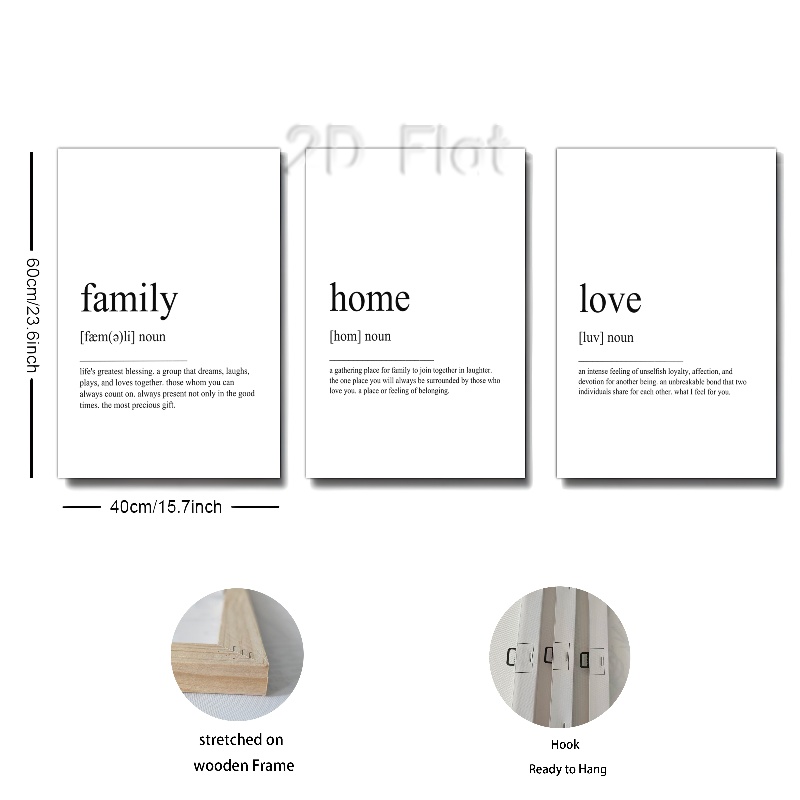 2D Flat
60cm/23.6inch
family
[fæm(ə)li] noun
life's greatest blessing. a group that dreams, laughs,
plays, and loves together. those whom you can
always count on. always present not only in the good
times. the most precious gift.
home
[hom] noun
a gathering place for family to join together in laughter.
the one place you will always be surrounded by those who
love you. a place or feeling of belonging.
love
[luv] noun
an intense feeling of unselfish loyalty, affection, and
devotion for another being. an unbreakable bond that two
individuals share for each other. what I feel for you.
40cm/15.7inch
stretched on
wooden Frame
Hook
Ready to Hang